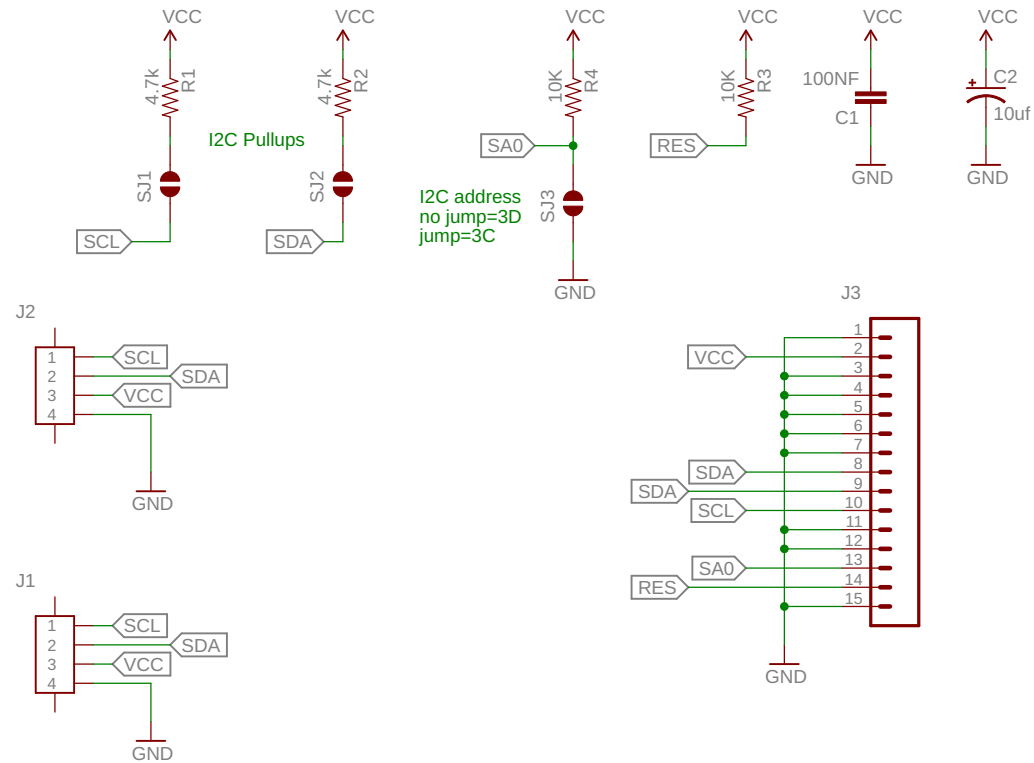 VCC
VCC
VCC
VCC
VCC
VCC
4.7k
R1
4.7k
R2
10K
R4
10K
R3
100NF
C1
C2
10uf
I2C Pullups
SA0
RES
GND
GND
SJ1
SJ2
SJ3
I2C address
no jump=3D
jump=3C
SCL
SDA
GND
J2
1
SCL
2
SDA
3
VCC
4
GND
J3
1
VCC
2
3
4
5
6
7
SDA
8
SDA
9
SCL
10
11
12
SA0
13
RES
14
15
GND
J1
1
SCL
2
SDA
3
VCC
4
GND